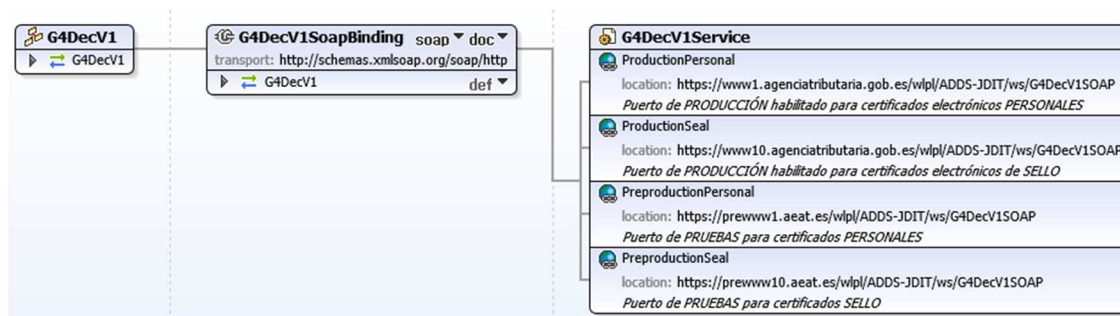 G4DecV1
G4DecV1
G4DecV1SoapBinding soap doc
transport: http://schemas.xmlsoap.org/soap/http
G4DecV1 def
G4DecV1Service
ProductionPersonal
location: https://www1.agenciatributaria.gob.es/wlpl/ADDS-JDIT/ws/G4DecV1SOAP
Puerto de PRODUCCIÓN habilitado para certificados electrónicos PERSONALES
ProductionSeal
location: https://www10.agenciatributaria.gob.es/wlpl/ADDS-JDIT/ws/G4DecV1SOAP
Puerto de PRODUCCIÓN habilitado para certificados electrónicos de SELLO
PreproductionPersonal
location: https://prewww1.aeat.es/wlpl/ADDS-JDIT/ws/G4DecV1SOAP
Puerto de PRUEBAS para certificados PERSONALES
PreproductionSeal
location: https://prewww10.aeat.es/wlpl/ADDS-JDIT/ws/G4DecV1SOAP
Puerto de PRUEBAS para certificados SELLO